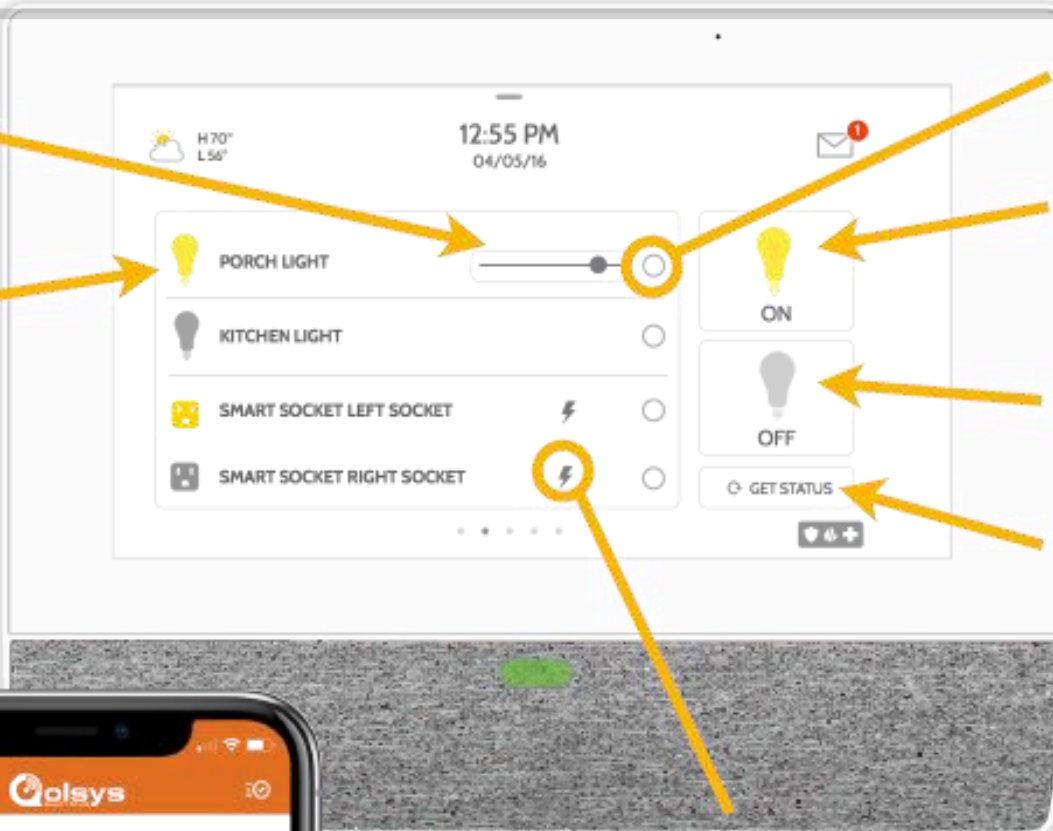 H 70°
L 56°
12:55 PM
04/05/16
1
PORCH LIGHT
KITCHEN LIGHT
SMART SOCKET LEFT SOCKET
SMART SOCKET RIGHT SOCKET
ON
OFF
GET STATUS
Qolsys